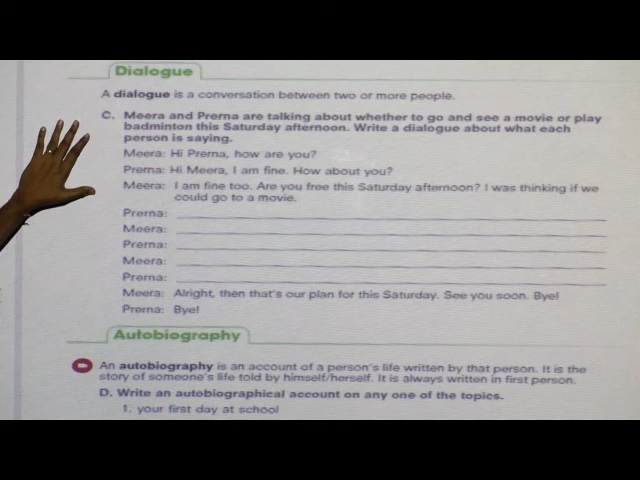 Dialogue
A dialogue is a conversation between two or more people.
C. Meera and Prerna are talking about whether to go and see a movie or play
badminton this Saturday afternoon. Write a dialogue about what each
person is saying.
Meera: Hi Prerna, how are you?
Prerna: Hi Meera, I am fine. How about you?
Meera: I am fine too. Are you free this Saturday afternoon? I was thinking if we
could go to a movie.
Prerna:
Meera:
Prerna:
Meera:
Prerna:
Meera: Alright, then that's our plan for this Saturday. See you soon. Bye!
Prerna: Bye!
Autobiography
An autobiography is an account of a person's life written by that person. It is the
story of someone's life told by himself/herself. It is always written in first person.
D. Write an autobiographical account on any one of the topics.
1. your first day at school